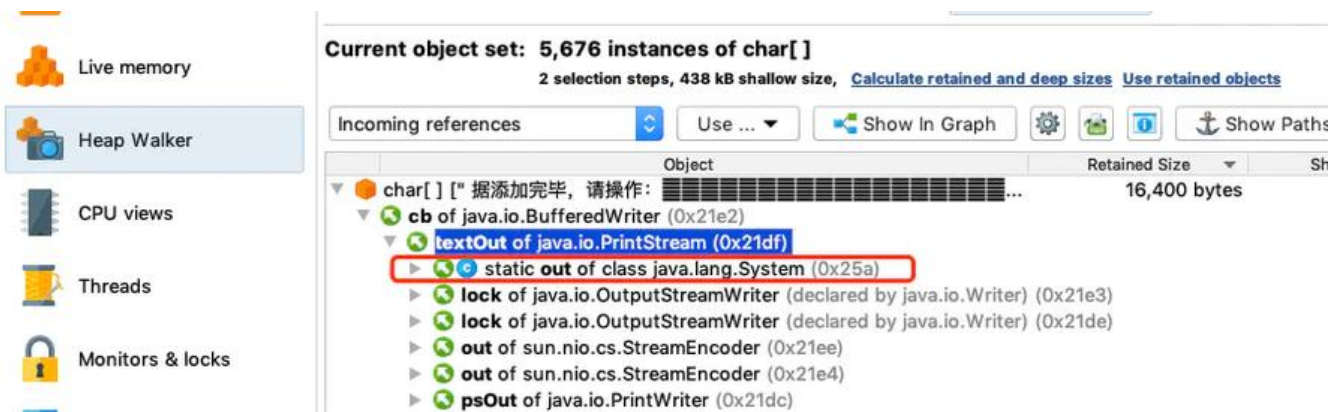 Live memory
Heap Walker
CPU views
Threads
Monitors & locks
Current object set: 5,676 instances of char[ ]
2 selection steps, 438 kB shallow size, Calculate retained and deep sizes Use retained objects
Incoming references Use ... Show In Graph Show Paths
Object Retained Size Sh
char[ ] [" 据添加完毕，请操作： ... 16,400 bytes
cb of java.io.BufferedWriter (0x21e2)
textOut of java.io.PrintStream (0x21df)
static out of class java.lang.System (0x25a)
lock of java.io.OutputStreamWriter (declared by java.io.Writer) (0x21e3)
lock of java.io.OutputStreamWriter (declared by java.io.Writer) (0x21de)
out of sun.nio.cs.StreamEncoder (0x21ee)
out of sun.nio.cs.StreamEncoder (0x21e4)
psOut of java.io.PrintWriter (0x21dc)